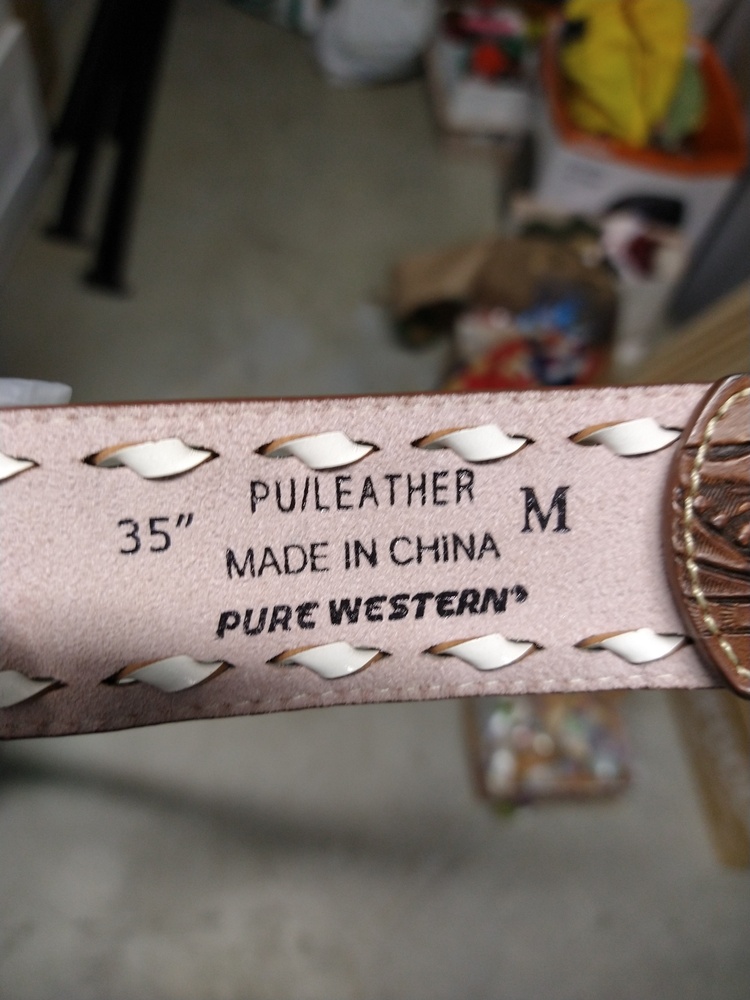 PU/LEATHER
35" M
MADE IN CHiNA
PURE WESTERN®